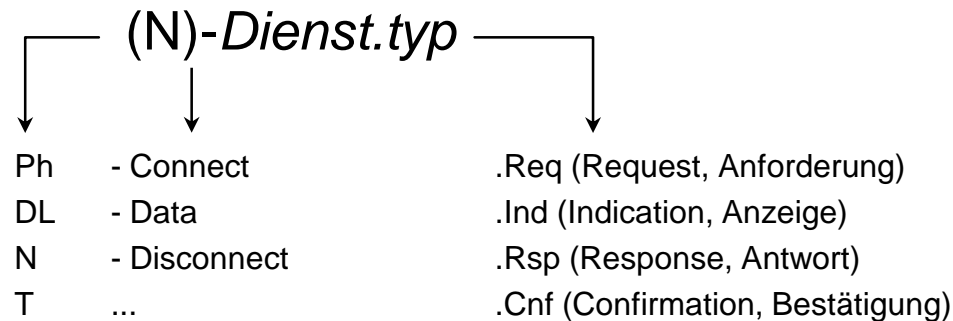 (N)-Dienst.typ
Ph - Connect .Req (Request, Anforderung)
DL - Data .Ind (Indication, Anzeige)
N - Disconnect .Rsp (Response, Antwort)
T ... .Cnf (Confirmation, Bestätigung)